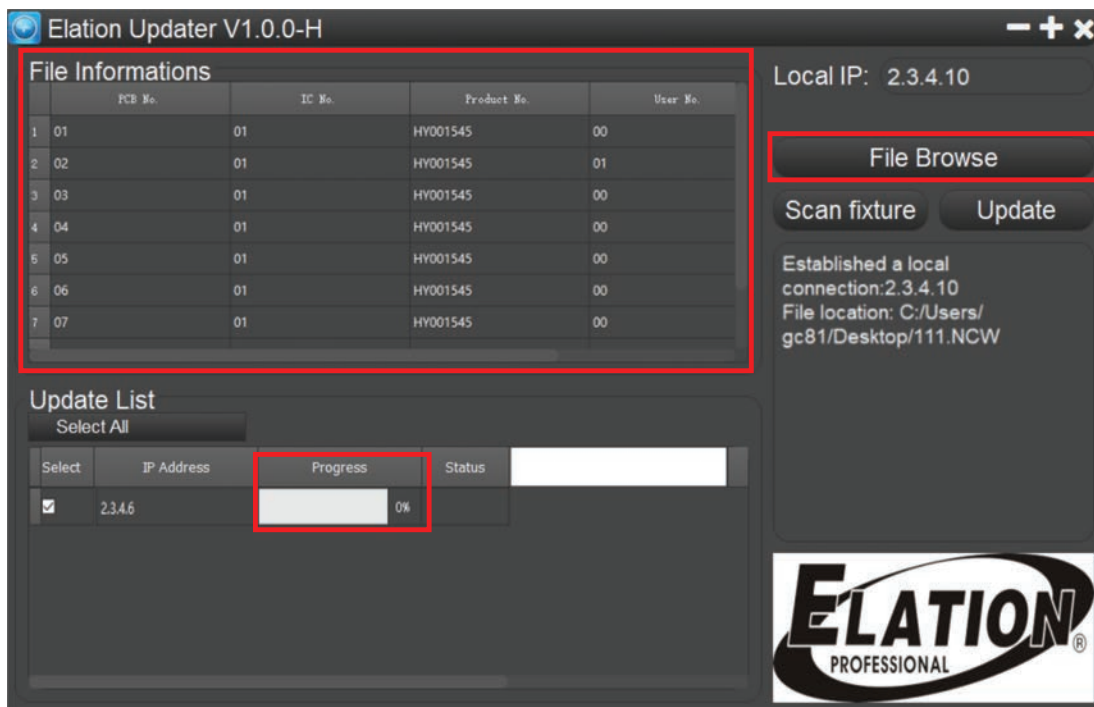 Elation Updater V1.0.0-H
File Informations
PCB No. IC No. Product No. User No.
1 01 01 HY001545 00
2 02 01 HY001545 01
3 03 01 HY001545 00
4 04 01 HY001545 00
5 05 01 HY001545 00
6 06 01 HY001545 00
7 07 01 HY001545 00
Local IP: 2.3.4.10
File Browse
Scan fixture Update
Established a local
connection:2.3.4.10
File location: C:/Users/
gc81/Desktop/111.NCW
Update List
Select All
Select IP Address Progress Status
2.3.4.6 0%
ELATION®
PROFESSIONAL